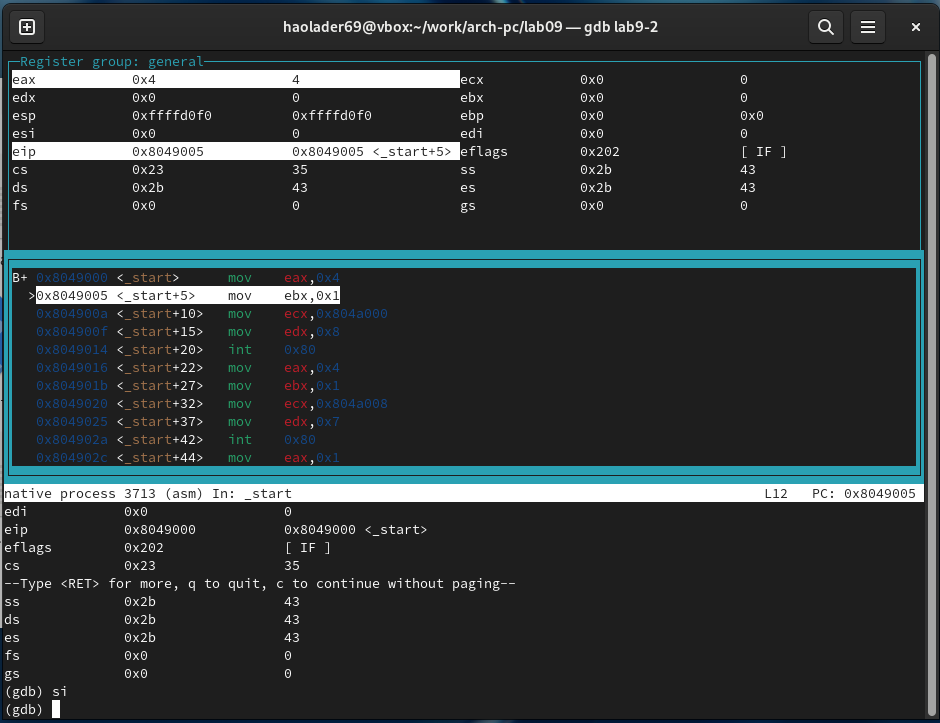 haolader69@vbox:~/work/arch-pc/lab09 — gdb lab9-2
Register group: general
eax 0x4 4 ecx 0x0 0
edx 0x0 0 ebx 0x0 0
esp 0xffffd0f0 0xffffd0f0 ebp 0x0 0x0
esi 0x0 0 edi 0x0 0
eip 0x8049005 0x8049005 <_start+5> eflags 0x202 [ IF ]
cs 0x23 35 ss 0x2b 43
ds 0x2b 43 es 0x2b 43
fs 0x0 0 gs 0x0 0
B+ 0x8049000 <_start> mov eax,0x4
>0x8049005 <_start+5> mov ebx,0x1
0x804900a <_start+10> mov ecx,0x804a000
0x804900f <_start+15> mov edx,0x8
0x8049014 <_start+20> int 0x80
0x8049016 <_start+22> mov eax,0x4
0x804901b <_start+27> mov ebx,0x1
0x8049020 <_start+32> mov ecx,0x804a008
0x8049025 <_start+37> mov edx,0x7
0x804902a <_start+42> int 0x80
0x804902c <_start+44> mov eax,0x1
native process 3713 (asm) In: _start L12 PC: 0x8049005
edi 0x0 0
eip 0x8049000 0x8049000 <_start>
eflags 0x202 [ IF ]
cs 0x23 35
--Type <RET> for more, q to quit, c to continue without paging--
ss 0x2b 43
ds 0x2b 43
es 0x2b 43
fs 0x0 0
gs 0x0 0
(gdb) si
(gdb)